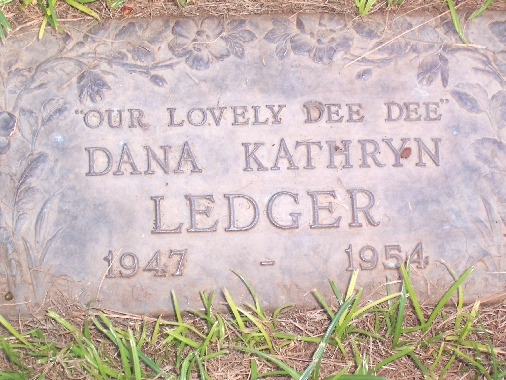 "OUR LOVELY DEE DEE"
DANA KATHRYN
LEDGER
1947 - 1954